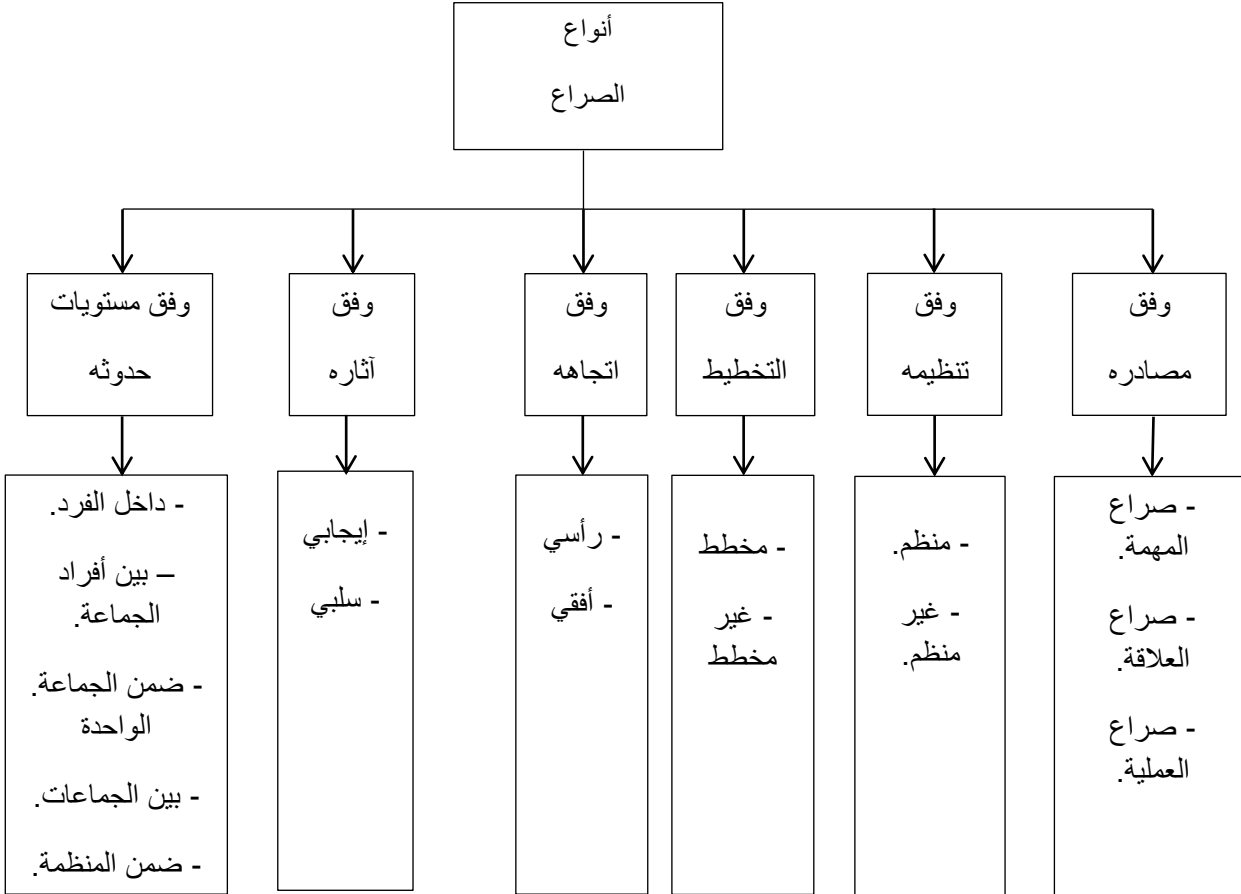 أنواع
الصراع
وفق
مصادره
وفق
تنظيمه
وفق
التخطيط
وفق
اتجاهه
وفق
آثاره
وفق مستويات
حدوثه
- صراع
المهمة.
- صراع
العلاقة.
- صراع
العملية.
- منظم.
- غير
منظم.
- مخطط
- غير
مخطط
- رأسي
- أفقي
- إيجابي
- سلبي
- داخل الفرد.
– بين أفراد
الجماعة.
- ضمن الجماعة.
الواحدة
- بين الجماعات.
- ضمن المنظمة.